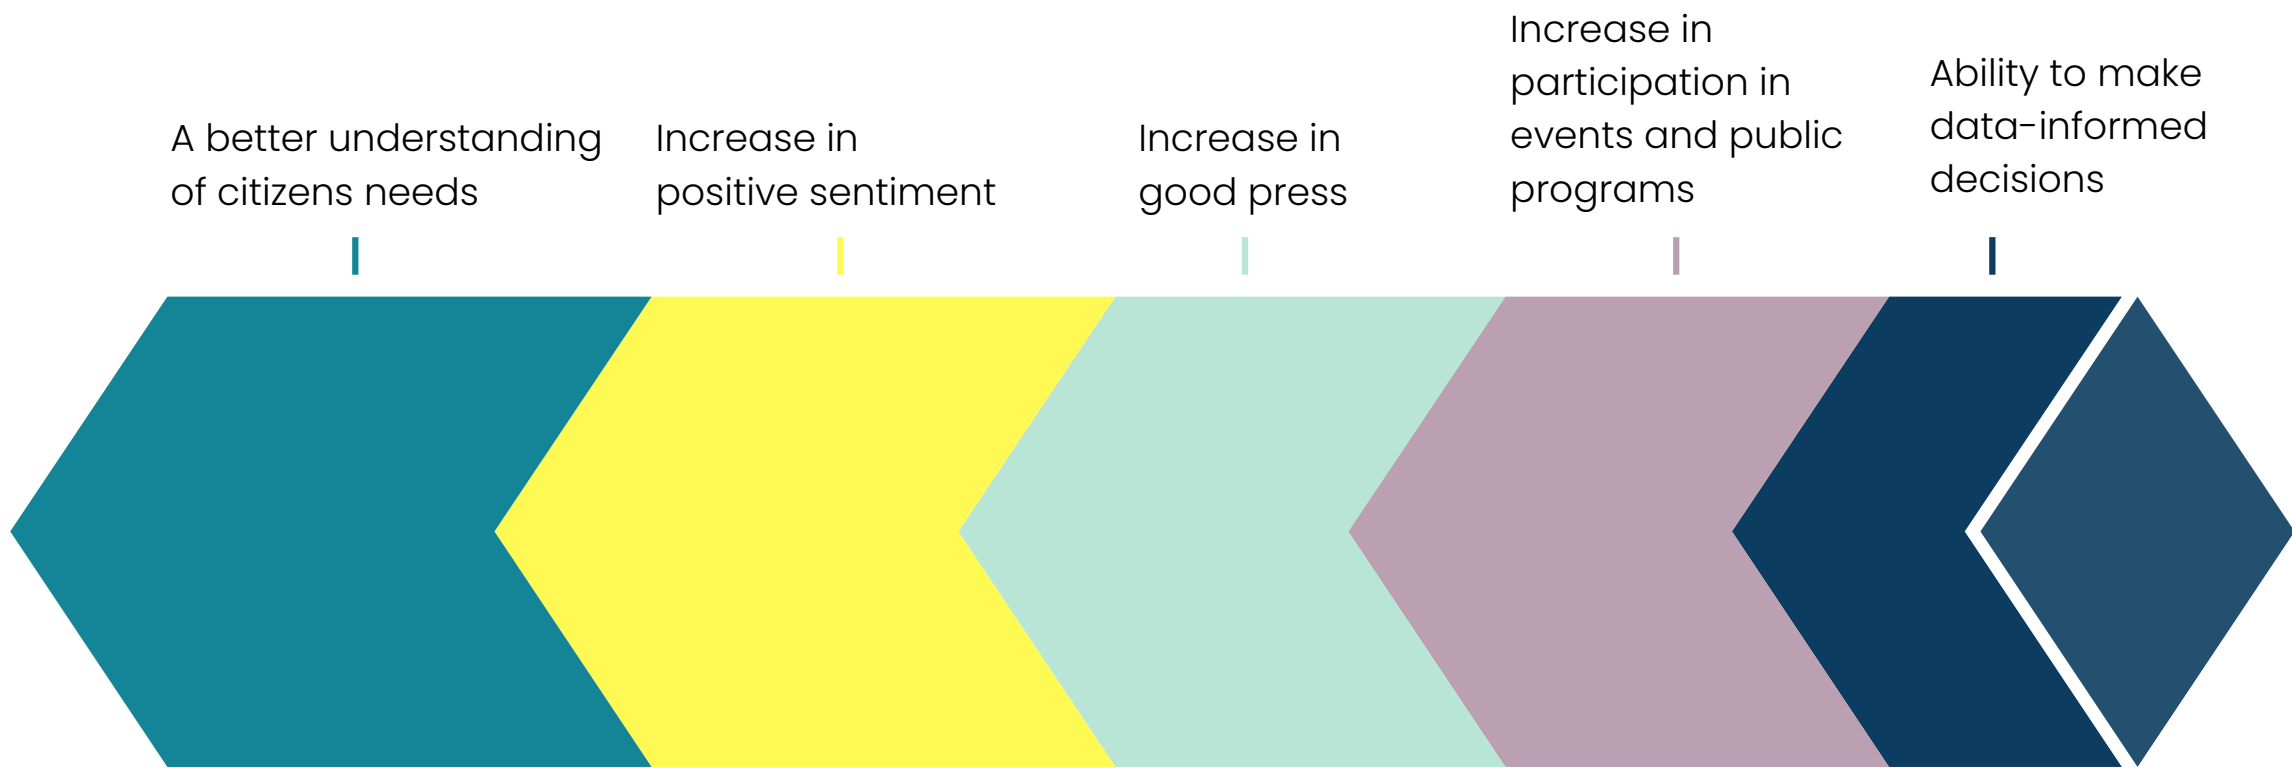 A better understanding
of citizens needs
Increase in
positive sentiment
Increase in
good press
Increase in
participation in
events and public
programs
Ability to make
data-informed
decisions